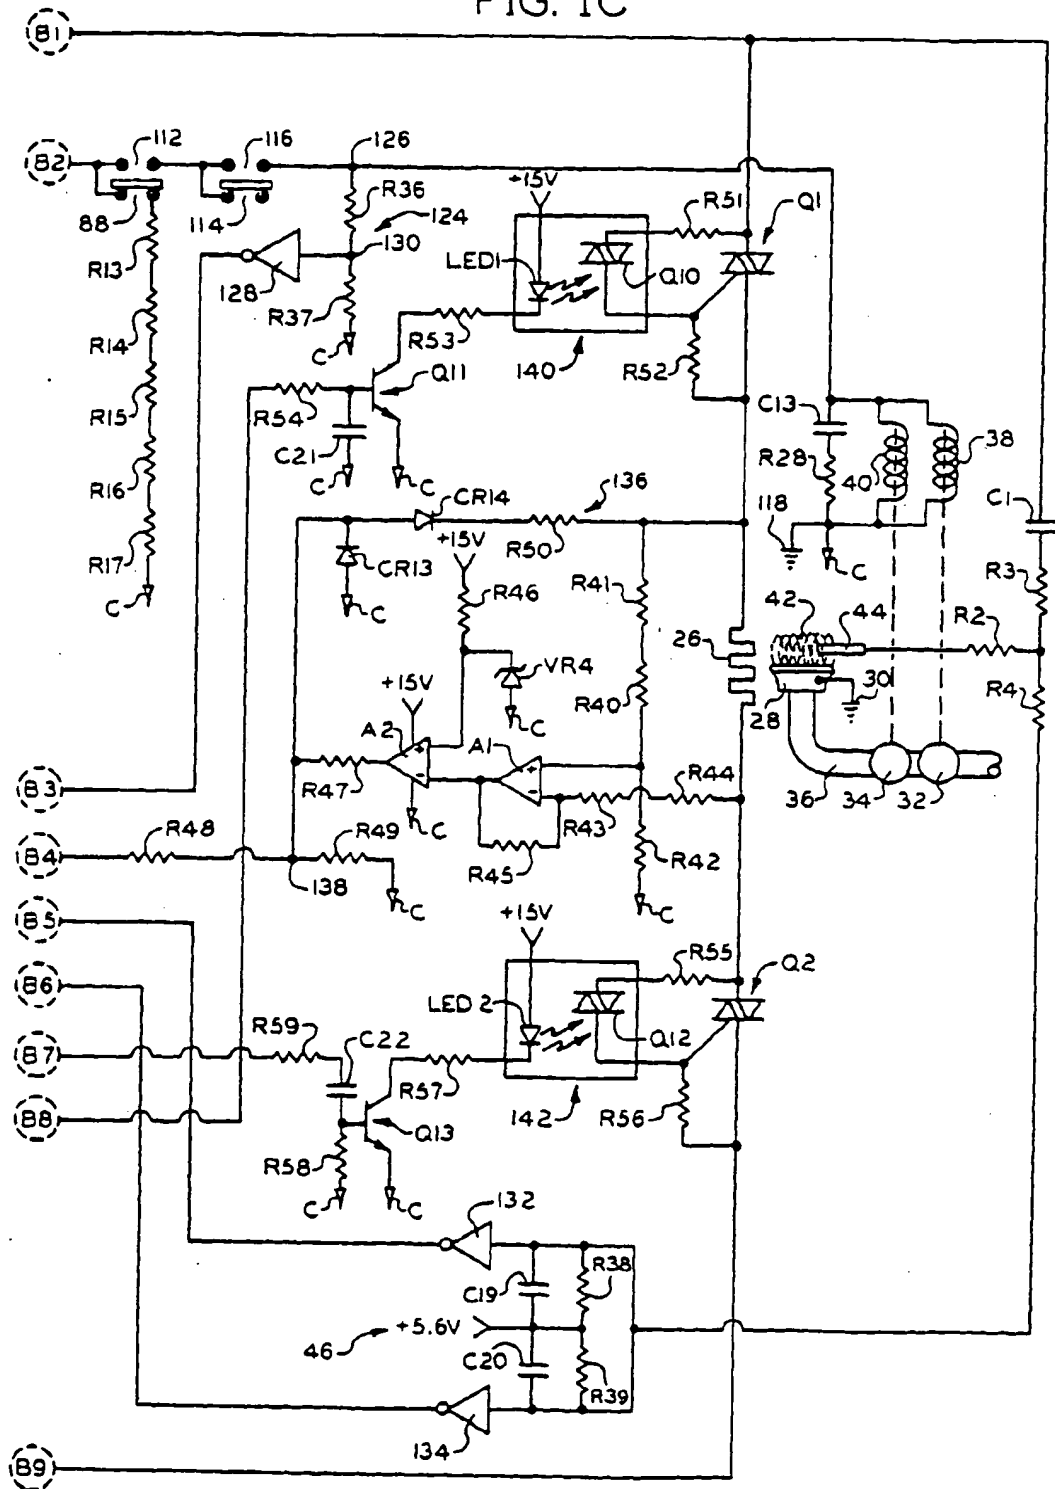 FIG. 1C
B1
112
116
126
B2
+15V
R51
Q1
R36
124
88
114
130
R13
LED1
Q10
128
R37
R53
R14
C
140
R52
Q11
R54
R15
C13
38
C21
R28
40
R16
C
C
CR14
136
C1
118
+15V
R50
R17
CR13
R41
C
R3
C
C
R46
42
44
R2
26
VR4
+15V
R40
30
R4
C
28
A2
A1
R44
B3
R47
36
34
32
R48
R49
C
R43
B4
R45
R42
138
C
C
B5
+15V
R55
Q2
B6
LED 2
R59
C22
Q12
B7
R57
142
R56
B8
Q13
R58
C
C
132
R38
C19
46
+5.6V
C20
R39
134
B9